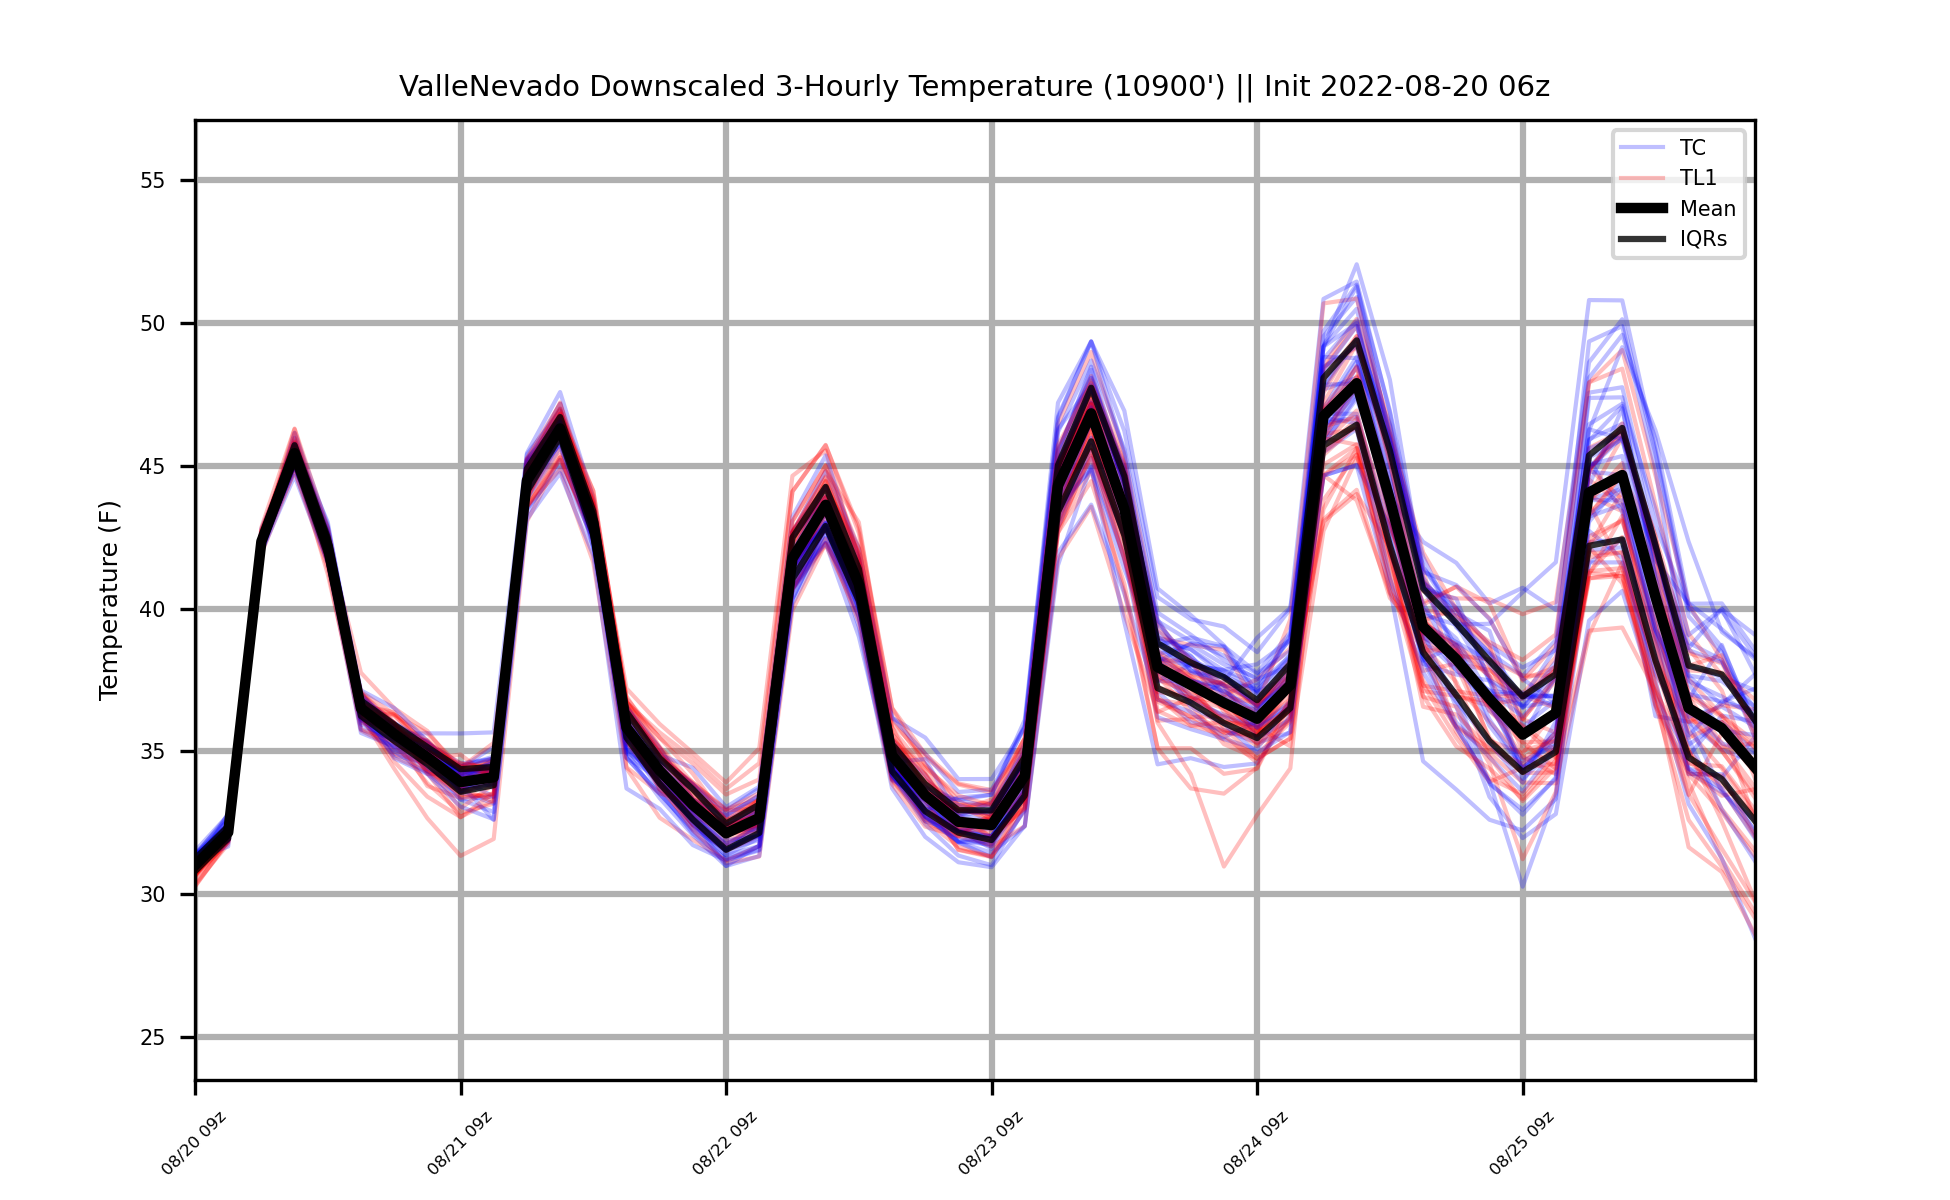 ValleNevado Downscaled 3-Hourly Temperature (10900') || Init 2022-08-20 06z
TC
TL1
Mean
IQRs
Temperature (F)
55
50
45
40
35
30
25
08/20 09z
08/21 09z
08/22 09z
08/23 09z
08/24 09z
08/25 09z